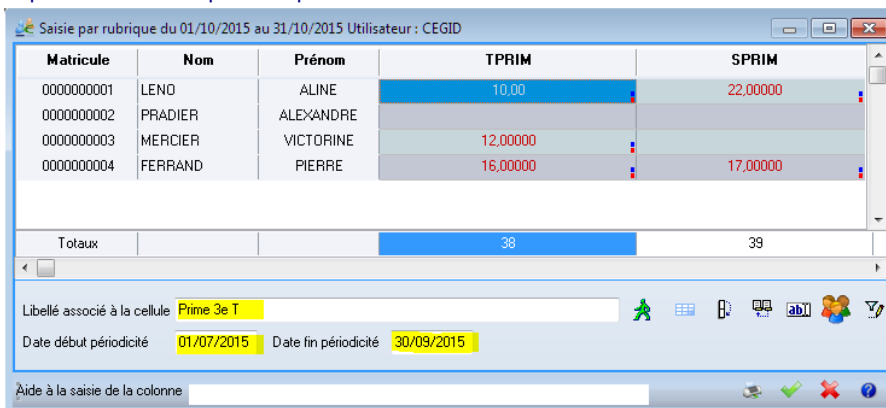 Saisie par rubrique du 01/10/2015 au 31/10/2015 Utilisateur : CEGID
Matricule Nom Prénom TPRIM SPRIM
0000000001 LENO ALINE 10,00 22,00000
0000000002 PRADIER ALEXANDRE
0000000003 MERCIER VICTORINE 12,00000
0000000004 FERRAND PIERRE 16,00000 17,00000
Totaux 38 39
Libellé associé à la cellule Prime 3e T
ab
Date début périodicité 01/07/2015 Date fin périodicité 30/09/2015
Aide à la saisie de la colonne